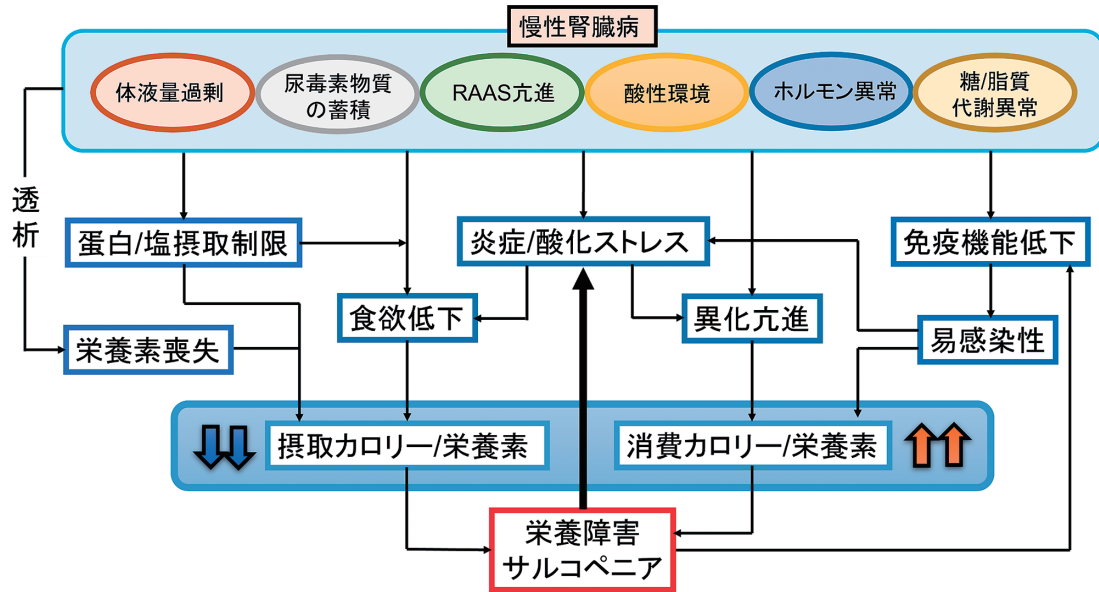 慢性腎臓病
体液量過剰
尿毒素物質
の蓄積
RAAS亢進
酸性環境
ホルモン異常
糖/脂質
代謝異常
透析
蛋白/塩摂取制限
炎症/酸化ストレス
免疫機能低下
食欲低下
異化亢進
易感染性
栄養素喪失
摂取カロリー/栄養素
消費カロリー/栄養素
栄養障害
サルコペニア